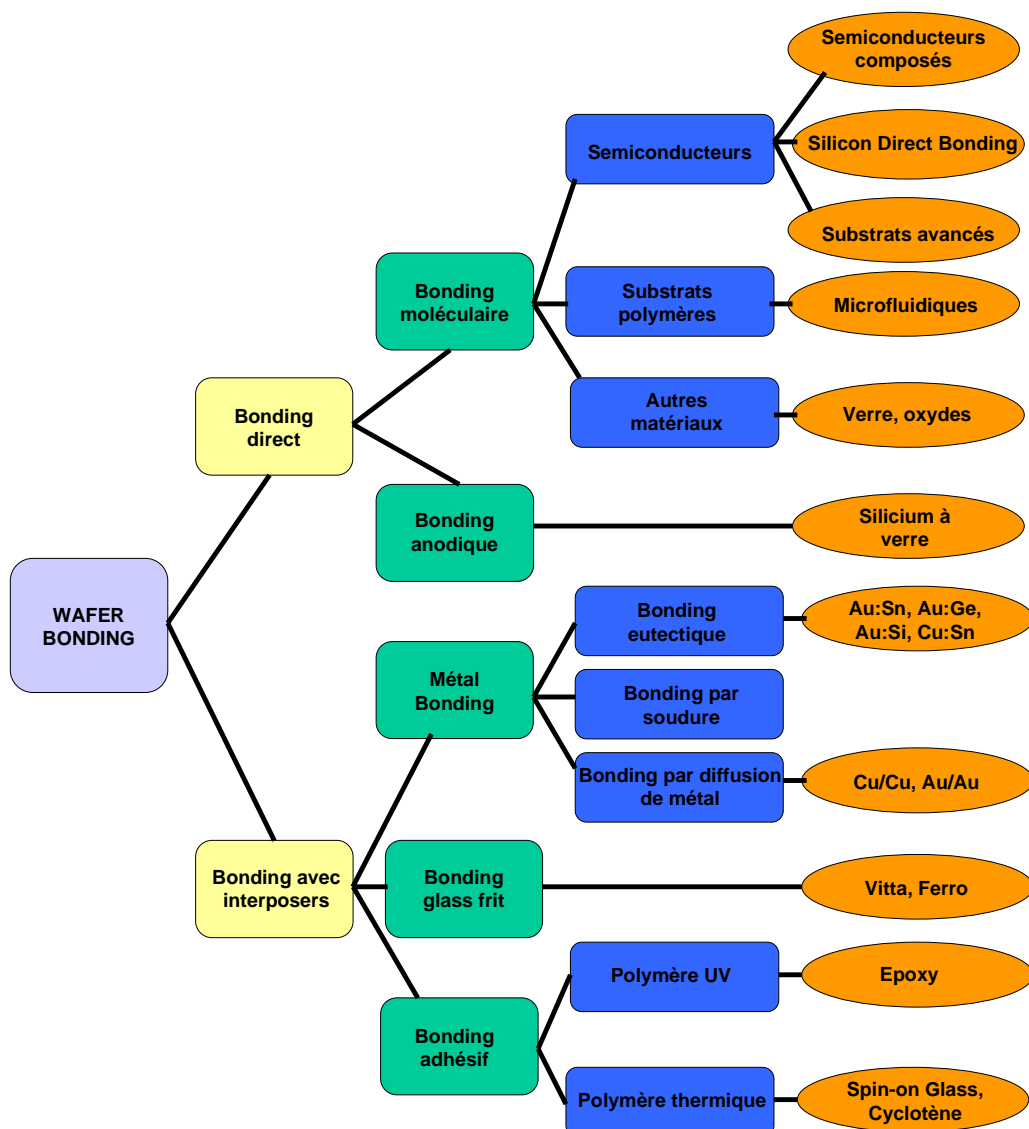 Semiconducteurs
composés
Semiconducteurs
Silicon Direct Bonding
Substrats avancés
Bonding
moléculaire
Substrats
polymères
Microfluidiques
Bonding
direct
Autres
matériaux
Verre, oxydes
Bonding
anodique
Silicium à
verre
WAFER
BONDING
Bonding
eutectique
Au:Sn, Au:Ge,
Au:Si, Cu:Sn
Métal
Bonding
Bonding par
soudure
Bonding par diffusion
de métal
Cu/Cu, Au/Au
Bonding avec
interposers
Bonding
glass frit
Vitta, Ferro
Polymère UV
Epoxy
Bonding
adhésif
Polymère thermique
Spin-on Glass,
Cyclotène